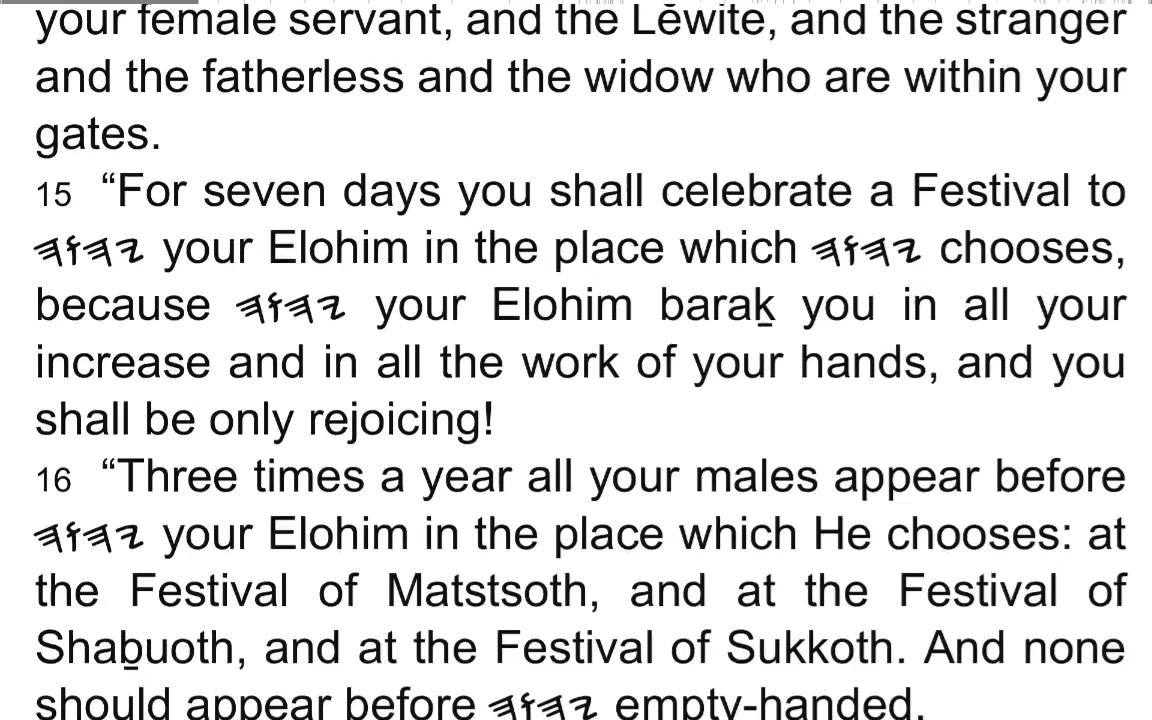 your female servant, and the Lĕwite, and the stranger
and the fatherless and the widow who are within your
gates.
15 “For seven days you shall celebrate a Festival to
𐤉𐤄𐤅𐤄 your Elohim in the place which 𐤉𐤄𐤅𐤄 chooses,
because 𐤉𐤄𐤅𐤄 your Elohim baraḵ you in all your
increase and in all the work of your hands, and you
shall be only rejoicing!
16 “Three times a year all your males appear before
𐤉𐤄𐤅𐤄 your Elohim in the place which He chooses: at
the Festival of Matstsoth, and at the Festival of
Shaḇuoth, and at the Festival of Sukkoth. And none
should appear before 𐤉𐤄𐤅𐤄 empty-handed,